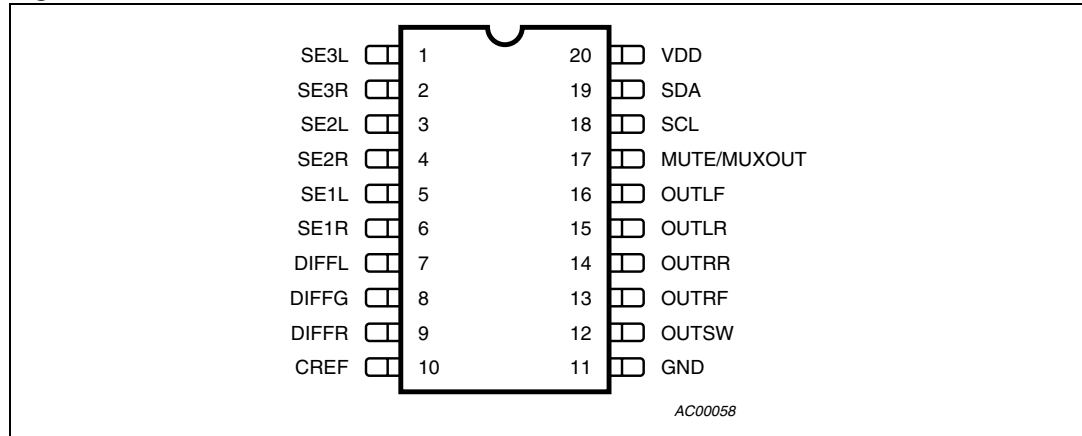 SE3L 1 20 VDD
SE3R 2 19 SDA
SE2L 3 18 SCL
SE2R 4 17 MUTE/MUXOUT
SE1L 5 16 OUTLF
SE1R 6 15 OUTLR
DIFFL 7 14 OUTRR
DIFFG 8 13 OUTRF
DIFFR 9 12 OUTSW
CREF 10 11 GND
AC00058